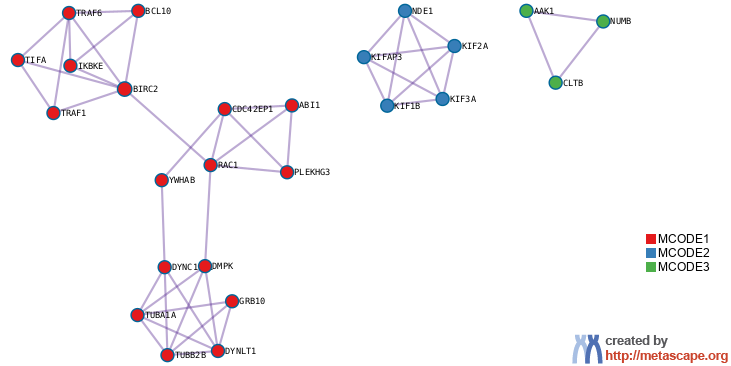 TRAF6
BCL10
TIFA
IKBKE
BIRC2
TRAF1
CDC42EP1
ABI1
RAC1
PLEKHG3
YWHAB
DYNC1
DMPK
GRB10
TUBA1A
TUBB2B
DYNLT1
NDE1
KIF2A
KIFAP3
KIF1B
KIF3A
AAK1
NUMB
CLTB
MCODE1
MCODE2
MCODE3
created by
http://metascape.org